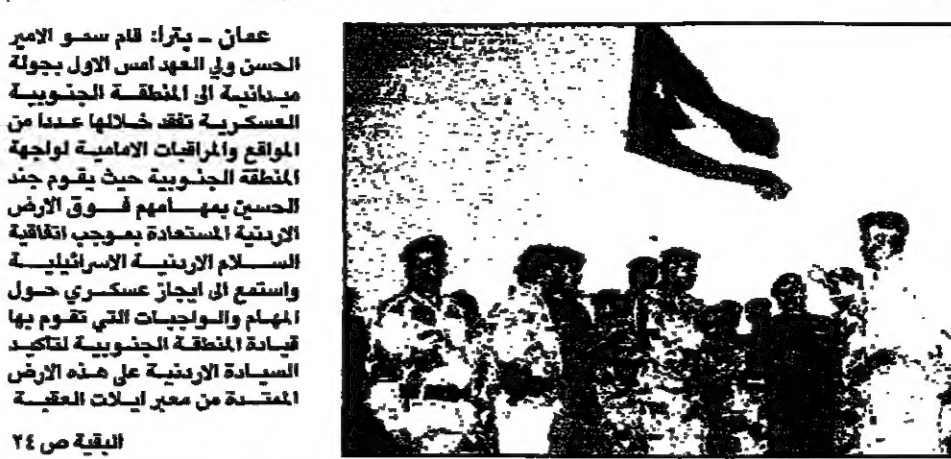 عمان ـ بترا: قام سمو الامير
الحسن ولي العهد امس الاول بجولة
ميدانية الى المنطقة الجنوبية
العسكرية تفقد خلالها عددا من
المواقع والمراقبات الامامية لواجهة
المنطقة الجنوبية حيث يقوم جند
الحسين بمهامهم فوق الارض
الاردنية المستعادة بموجب اتفاقية
السلام الاردنية الاسرائيلية
واستمع الى ايجاز عسكري حول
المهام والواجبات التي تقوم بها
قيادة المنطقة الجنوبية لتاكيد
السيادة الاردنية على هذه الارض
الممتدة من معبر ايلات العقبة
البقية ص ٢٤